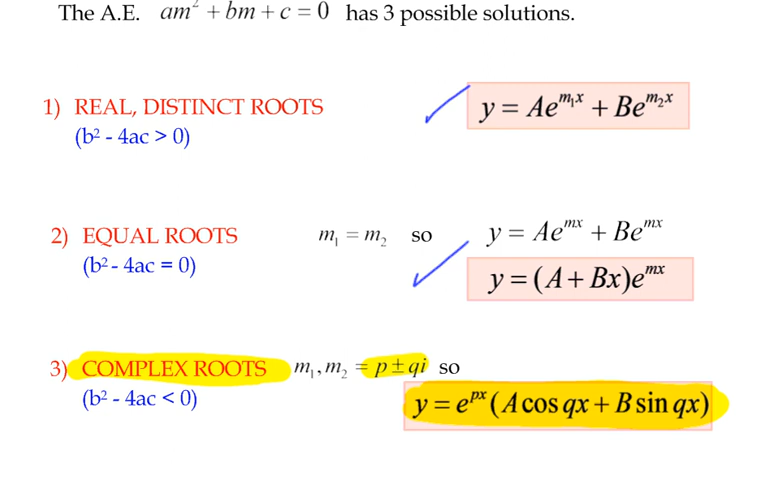 The A.E. am² + bm + c = 0 has 3 possible solutions.
1) REAL, DISTINCT ROOTS
(b² - 4ac > 0)
y = Ae^{m₁x} + Be^{m₂x}
2) EQUAL ROOTS m₁ = m₂ so y = Ae^{mx} + Be^{mx}
(b² - 4ac = 0)
y = (A + Bx)e^{mx}
3) COMPLEX ROOTS m₁, m₂ = p ± qi so
(b² - 4ac < 0)
y = e^{px}(A cos qx + B sin qx)